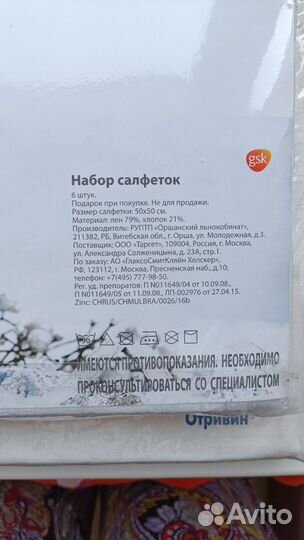 gsk
Набор салфеток
6 штук.
Подарок при покупке. Не для продажи.
Размер салфетки: 50x50 см.
Материал: лен 79%, хлопок 21%.
Производитель: РУПТП «Оршанский льнокобинат»,
211382, РБ, Витебская обл., г Орша, ул. Молодежная, д.3.
Поставщик: ООО «Таргет», 109004, Россия, г. Москва,
ул. Александра Солженицына, д. 23А, стр. 1
По заказу: АО «ГлаксоСмитКляйн Хелскер»,
РФ, 123112, г. Москва, Пресненская наб., д.10;
телефон:+7(495) 777-98-50.
Рег. уд. препаратов: П N011649/04 от 10.09.08.,
П N011649/05 от 11.09.08., ЛП-002976 от 27.04.15.
Zinc: CHRUS/CHMULBRA/0026/16b
ИМЕЮТСЯ ПРОТИВОПОКАЗАНИЯ. НЕОБХОДИМО
ПРОКОНСУЛЬТИРОВАТЬСЯ СО СПЕЦИАЛИСТОМ
Отривин
Avito